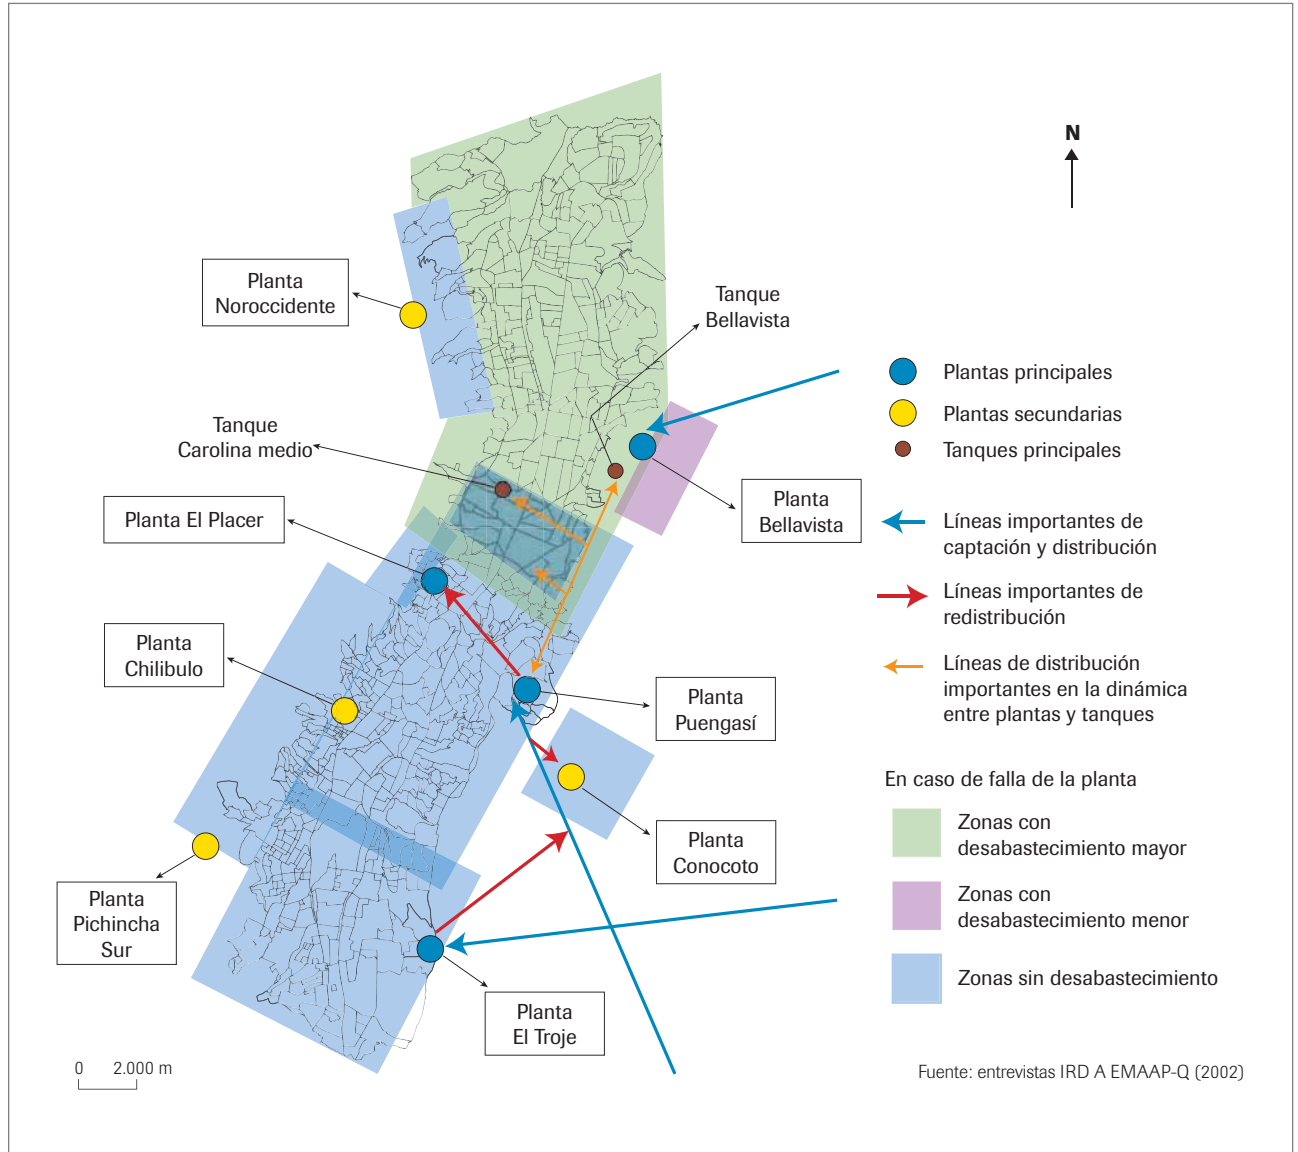 N
Planta
Noroccidente
Tanque
Bellavista
Plantas principales
Plantas secundarias
Tanques principales
Tanque
Carolina medio
Planta El Placer
Planta
Bellavista
Líneas importantes de
captación y distribución
Líneas importantes de
redistribución
Planta
Chilibulo
Líneas de distribución
importantes en la dinámica
entre plantas y tanques
Planta
Puengasí
En caso de falla de la planta
Zonas con
desabastecimiento mayor
Planta
Conocoto
Zonas con
desabastecimiento menor
Planta
Pichincha
Sur
Zonas sin desabastecimiento
Planta
El Troje
0 2.000 m
Fuente: entrevistas IRD A EMAAP-Q (2002)